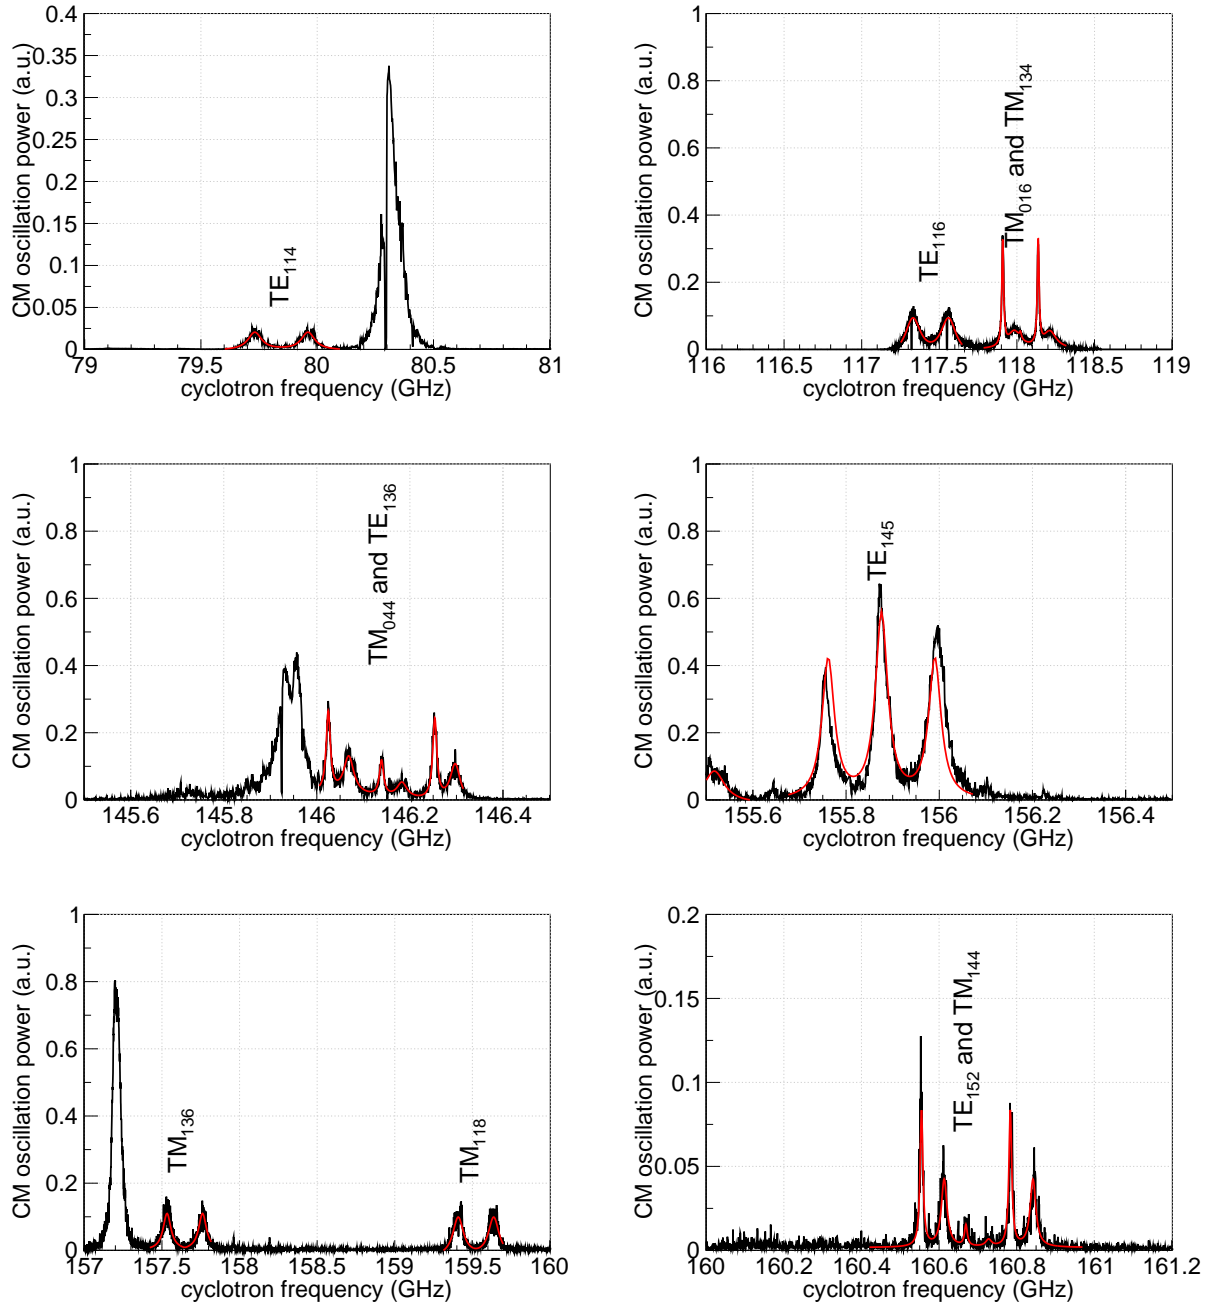 CM oscillation power (a.u.)
0.4
0.35
0.3
0.25
0.2
0.15
0.1
0.05
0
TE114
79 79.5 80 80.5 81
cyclotron frequency (GHz)
CM oscillation power (a.u.)
1
0.8
0.6
0.4
0.2
0
TE116
TM016 and TM134
116 116.5 117 117.5 118 118.5 119
cyclotron frequency (GHz)
CM oscillation power (a.u.)
1
0.8
0.6
0.4
0.2
0
TM044 and TE136
145.6 145.8 146 146.2 146.4
cyclotron frequency (GHz)
CM oscillation power (a.u.)
1
0.8
0.6
0.4
0.2
0
TE145
155.6 155.8 156 156.2 156.4
cyclotron frequency (GHz)
CM oscillation power (a.u.)
1
0.8
0.6
0.4
0.2
0
TM136
TM118
157 157.5 158 158.5 159 159.5 160
cyclotron frequency (GHz)
CM oscillation power (a.u.)
0.2
0.15
0.1
0.05
0
TE152 and TM144
160 160.2 160.4 160.6 160.8 161 161.2
cyclotron frequency (GHz)